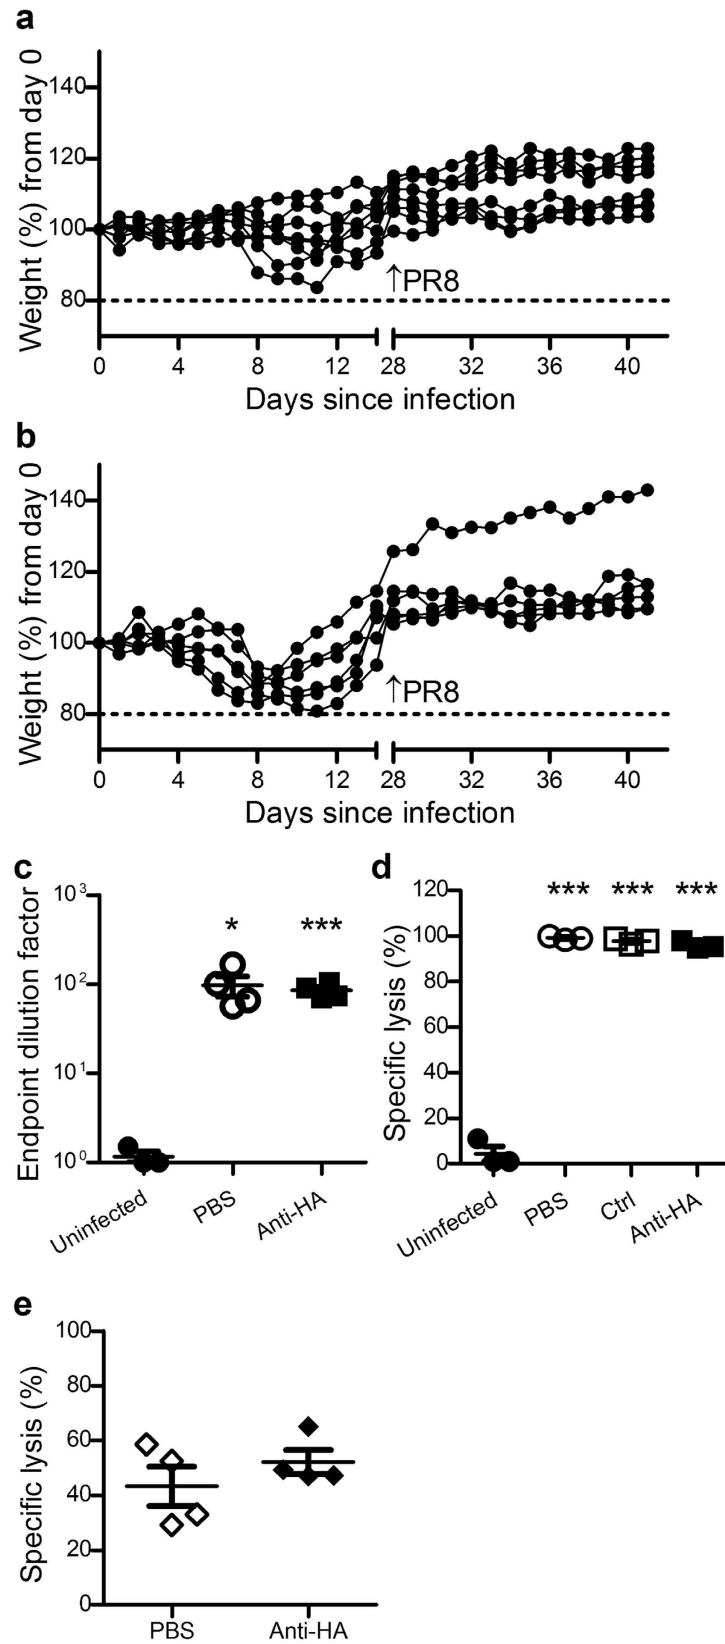 a
Weight (%) from day 0
140
120
100
80
↑PR8
0 4 8 12 28 32 36 40
Days since infection
b
Weight (%) from day 0
140
120
100
80
↑PR8
0 4 8 12 28 32 36 40
Days since infection
c
Endpoint dilution factor
10³
10²
10¹
10⁰
* ***
Uninfected PBS Anti-HA
d
Specific lysis (%)
120
100
80
60
40
20
0
*** *** ***
Uninfected PBS Ctrl Anti-HA
e
Specific lysis (%)
100
80
60
40
20
0
PBS Anti-HA